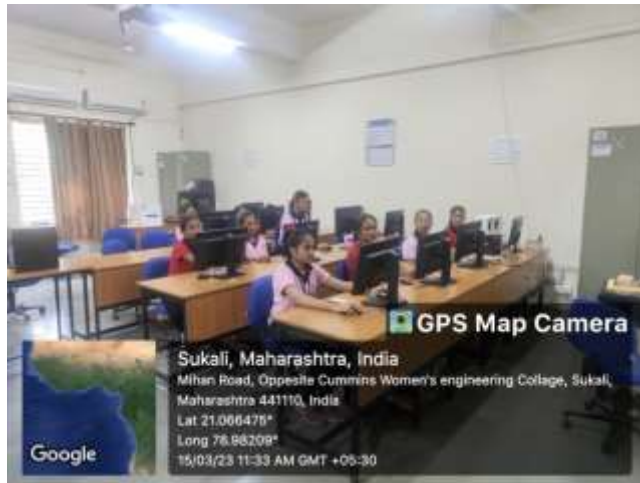 GPS Map Camera
Sukali, Maharashtra, India
Mihan Road, Oppesite Cummins Women's engineering Collage, Sukali,
Maharashtra 441110, India
Lat 21.066475°
Long 78.98209°
15/03/23 11:33 AM GMT +05:30
Google